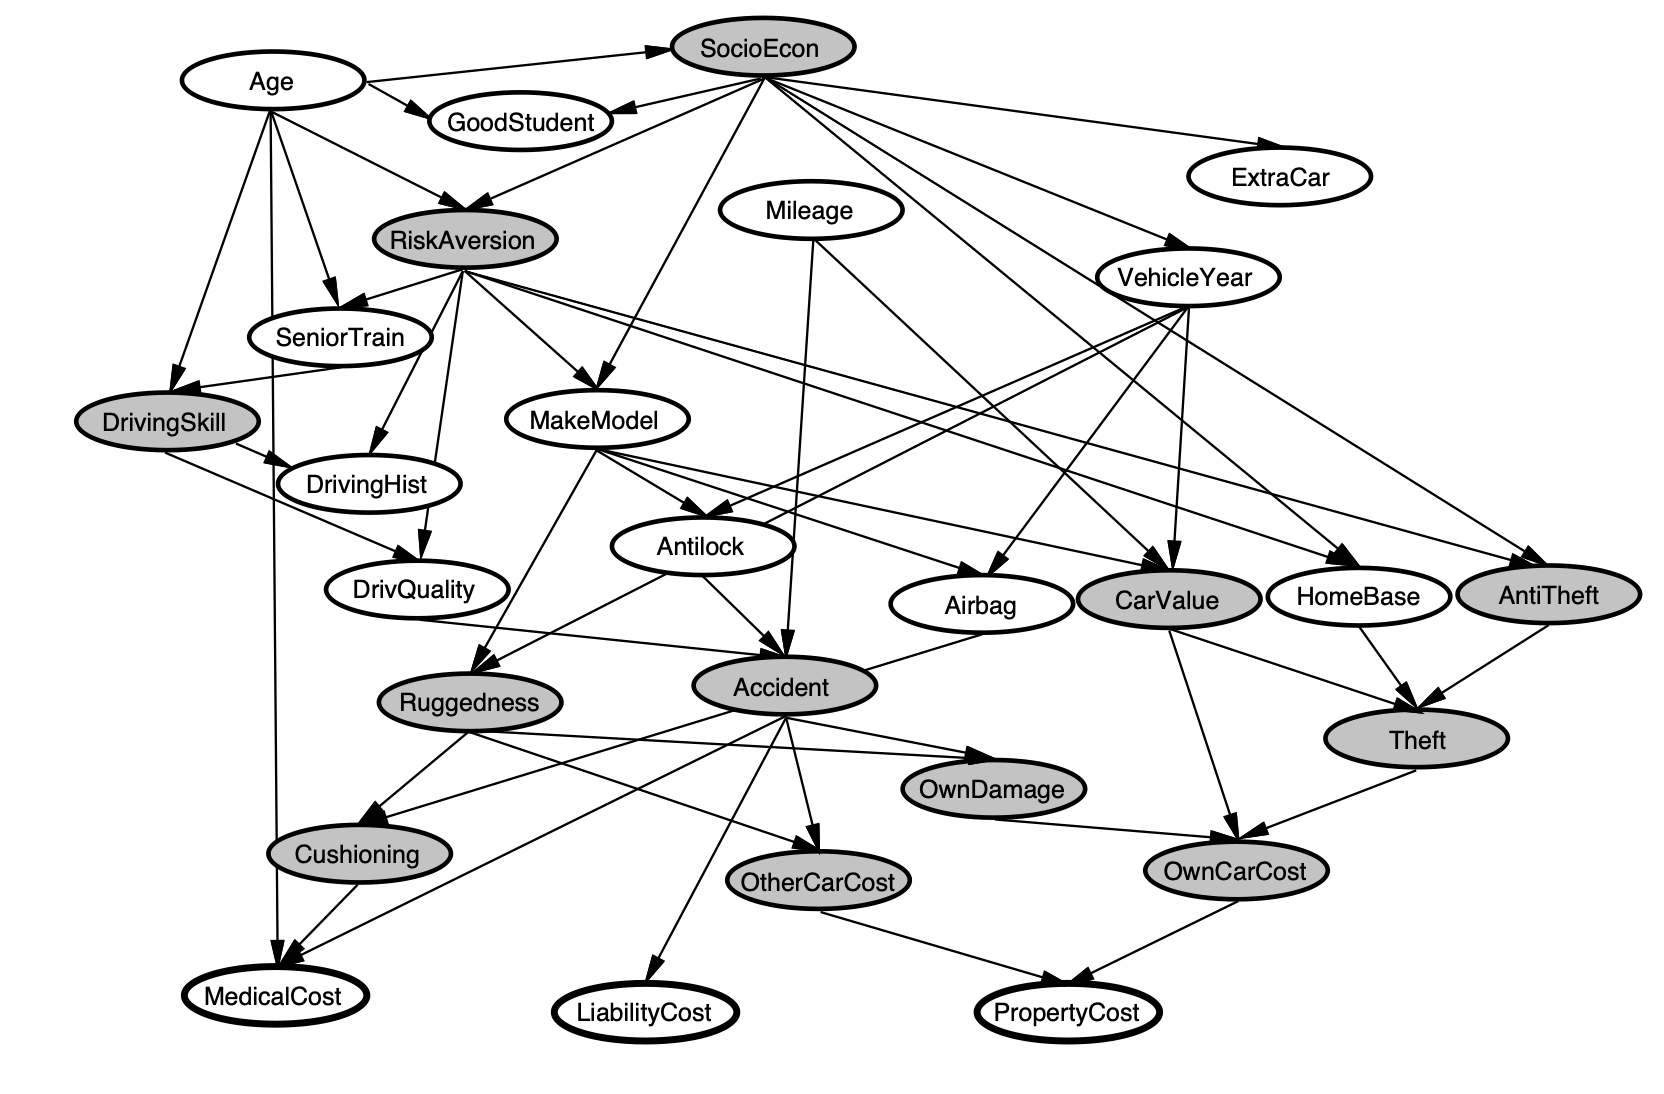 SocioEcon
Age
GoodStudent
ExtraCar
Mileage
RiskAversion
VehicleYear
SeniorTrain
DrivingSkill
MakeModel
DrivingHist
Antilock
DrivQuality
Airbag
CarValue
HomeBase
AntiTheft
Accident
Ruggedness
Theft
OwnDamage
Cushioning
OtherCarCost
OwnCarCost
MedicalCost
LiabilityCost
PropertyCost